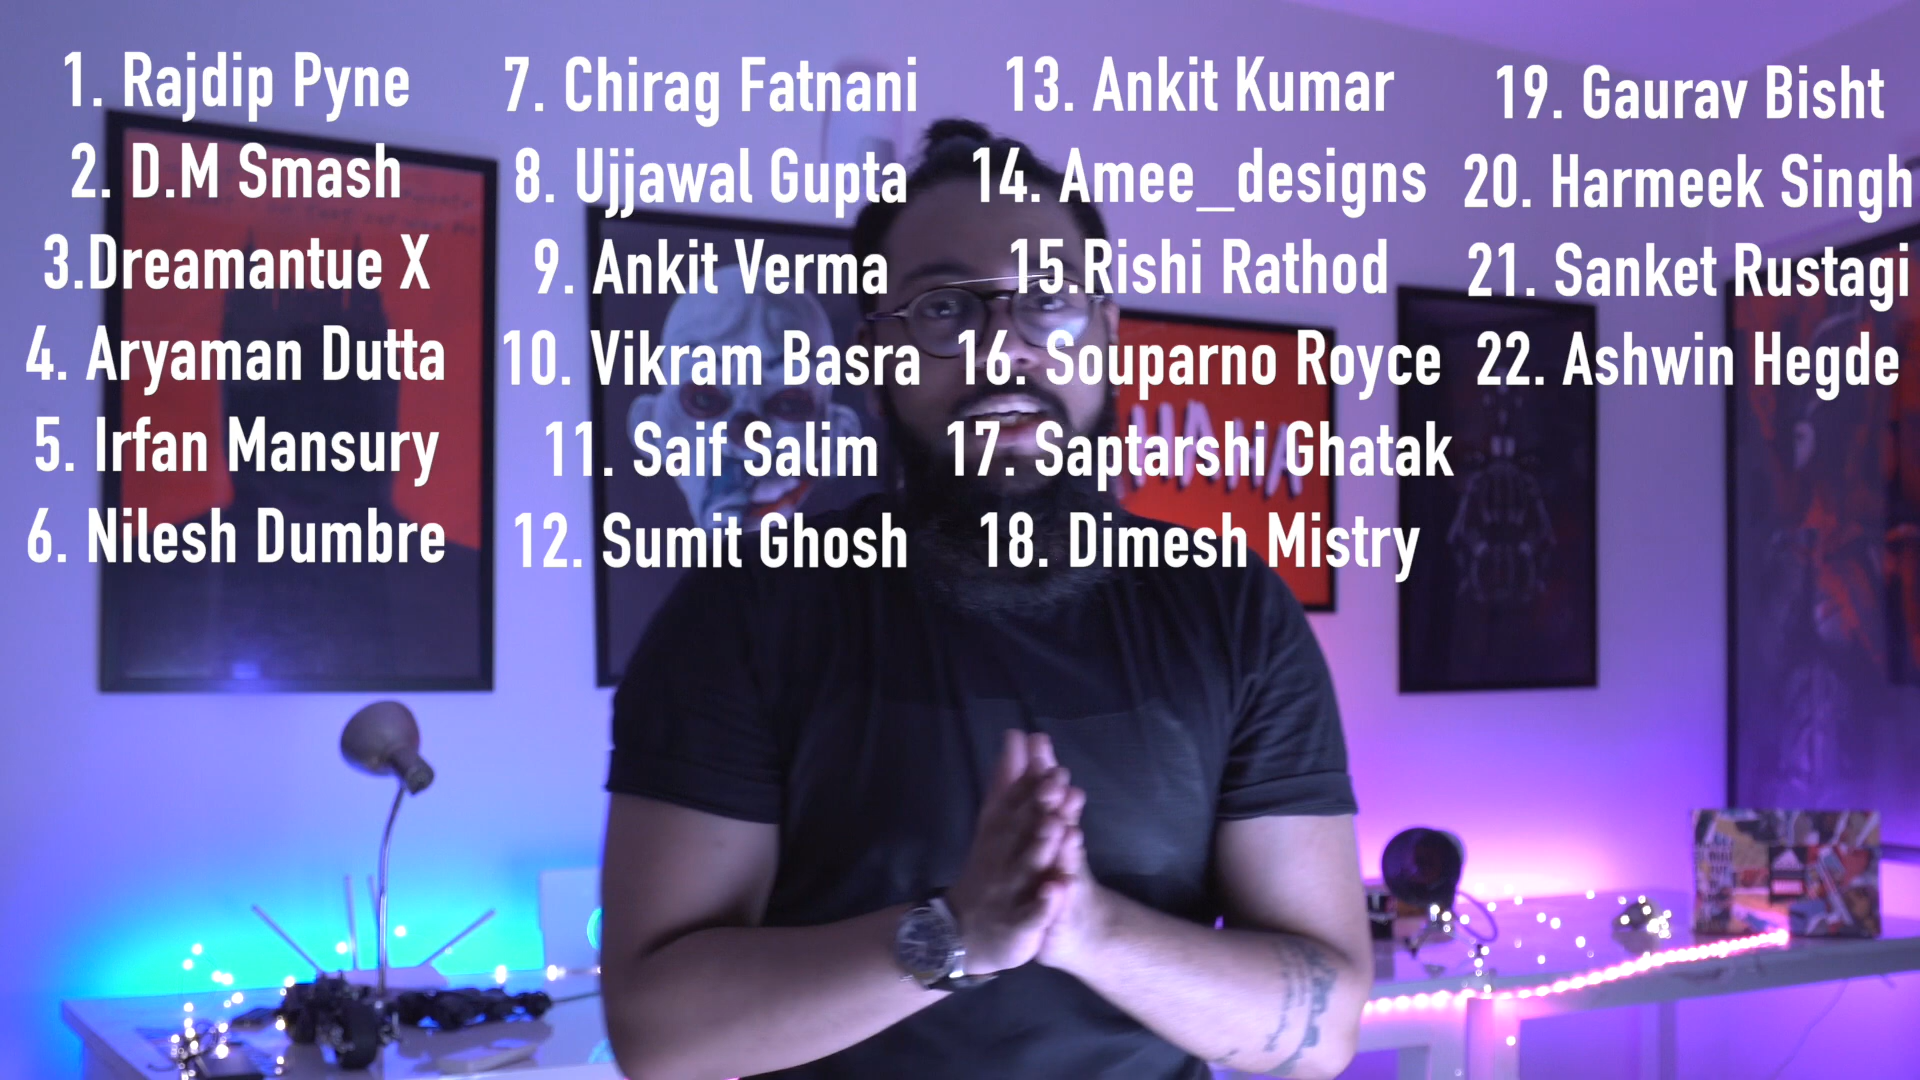 1. Rajdip Pyne
2. D.M Smash
3.Dreamantue X
4. Aryaman Dutta
5. Irfan Mansury
6. Nilesh Dumbre
7. Chirag Fatnani
8. Ujjawal Gupta
9. Ankit Verma
10. Vikram Basra
11. Saif Salim
12. Sumit Ghosh
13. Ankit Kumar
14. Amee_designs
15.Rishi Rathod
16. Souparno Royce
17. Saptarshi Ghatak
18. Dimesh Mistry
19. Gaurav Bisht
20. Harmeek Singh
21. Sanket Rustagi
22. Ashwin Hegde